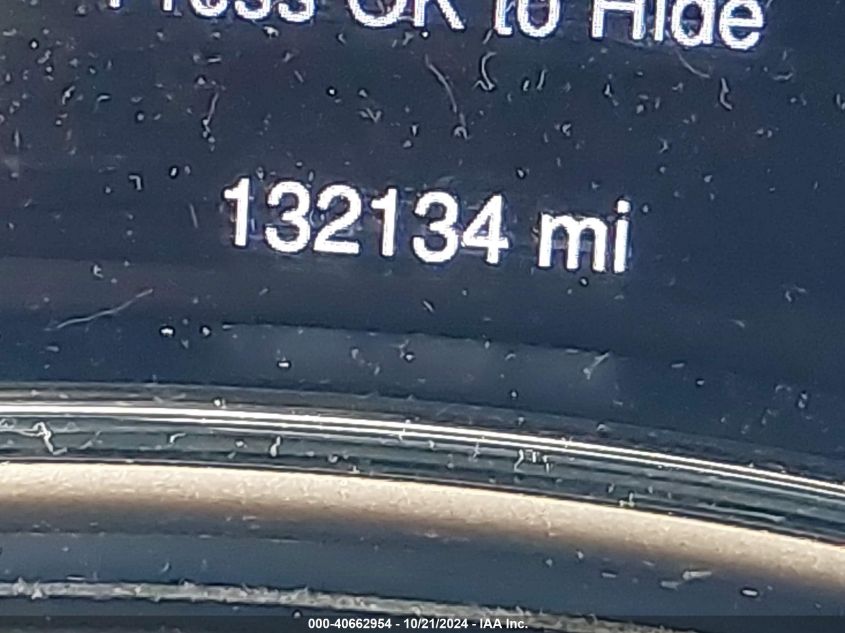 Press OK to Hide
132134 mi
000-40662954 - 10/21/2024 - IAA Inc.